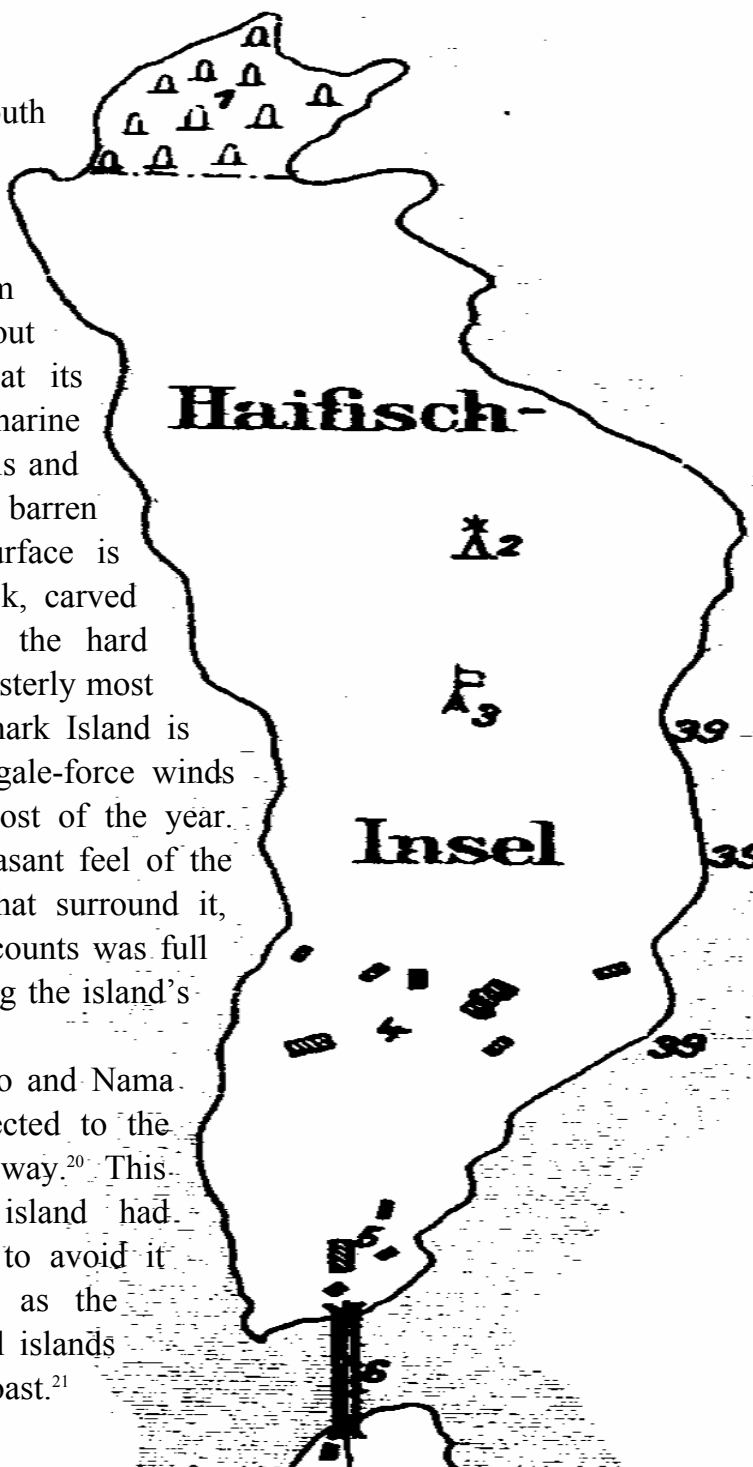 outh
out
at its
marine
s and
barren
urface is
k, carved
the hard
sterly most
hark Island is
gale-force winds
ost of the year.
asant feel of the
hat surround it,
counts was full
g the island's
o and Nama
ected to the
way.²⁰ This
island had
to avoid it
as the
l islands
oast.²¹
1
Haifisch-
2
3
39
Insel
39
4
39
5
6